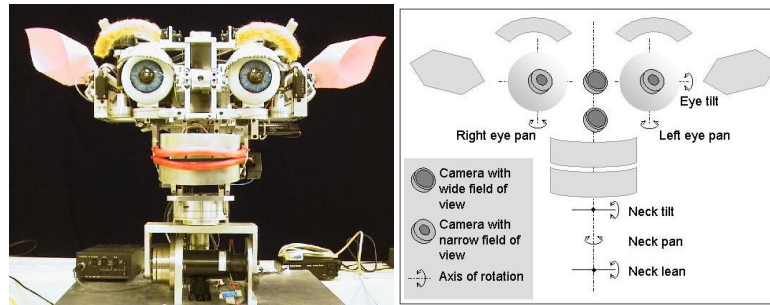 Eye tilt
Right eye pan
Left eye pan
Camera with
wide field of
view
Camera with
narrow field of
view
Axis of rotation
Neck tilt
Neck pan
Neck lean